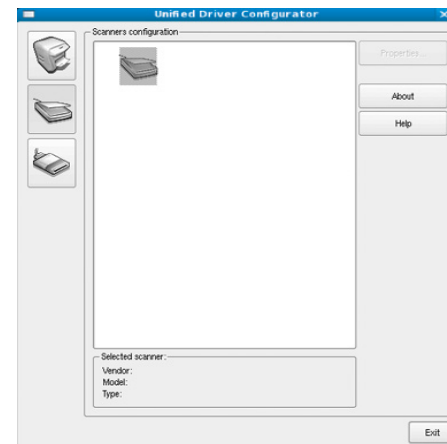 Unified Driver Configurator
Scanners configuration
Properties...
About
Help
Selected scanner:
Vendor:
Model:
Type:
Exit